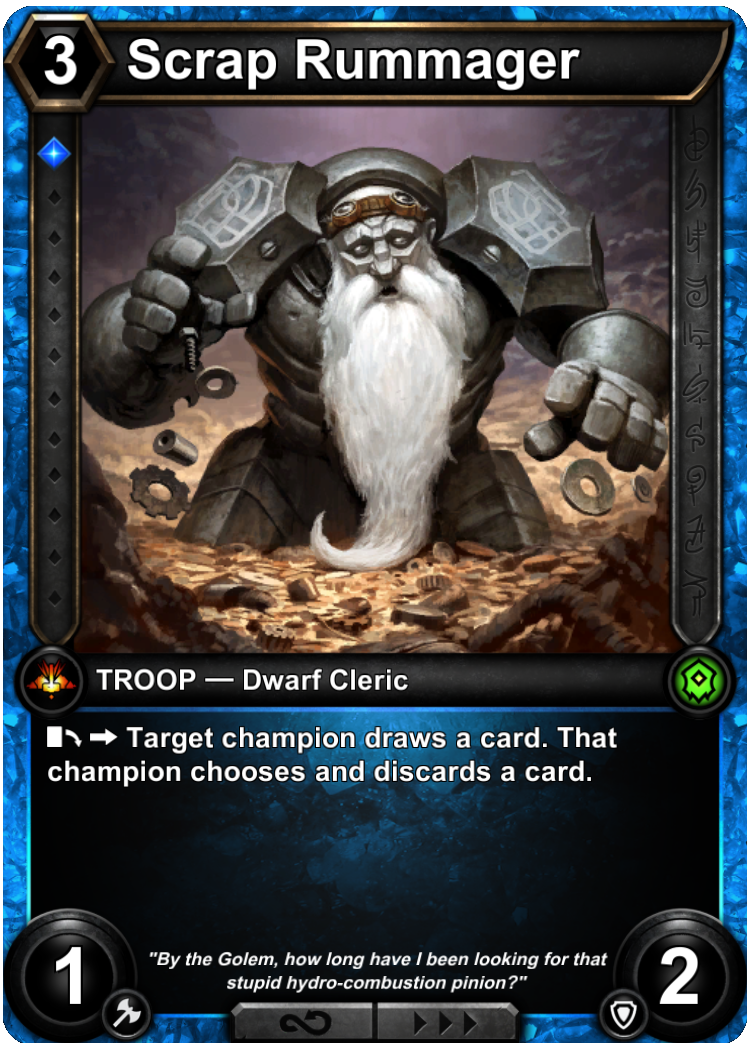 3 Scrap Rummager
TROOP — Dwarf Cleric
➡ Target champion draws a card. That
champion chooses and discards a card.
"By the Golem, how long have I been looking for that
stupid hydro-combustion pinion?"
1
2